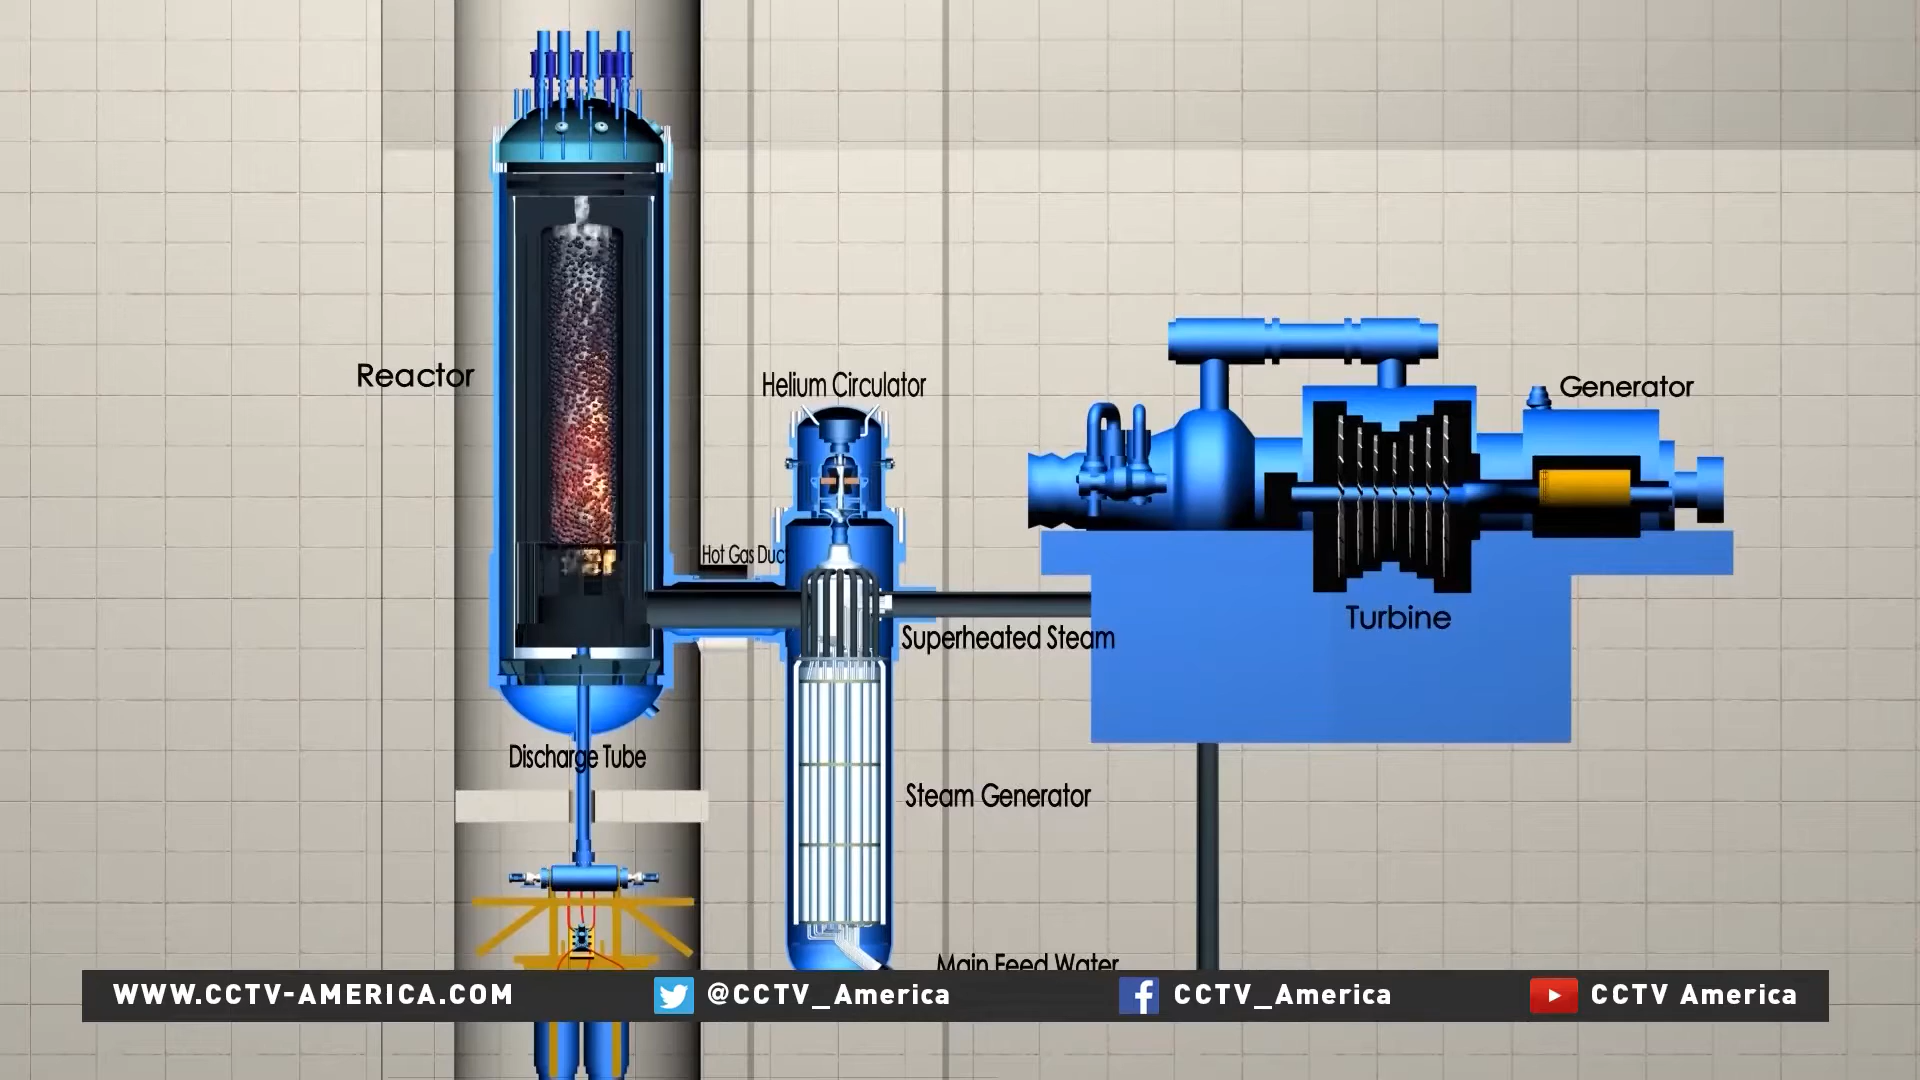 Reactor
Helium Circulator
Generator
Hot Gas Duct
Turbine
Superheated Steam
Discharge Tube
Steam Generator
Main Feed Water
WWW.CCTV-AMERICA.COM
@CCTV_America
CCTV_America
CCTV America